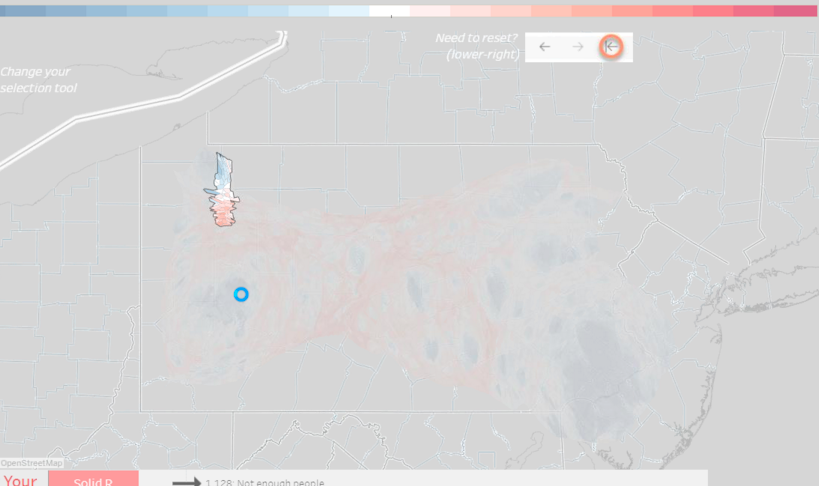 Need to reset?
(lower-right)
Change your
selection tool
OpenStreetMap
Your
Solid R
1,128: Not enough people